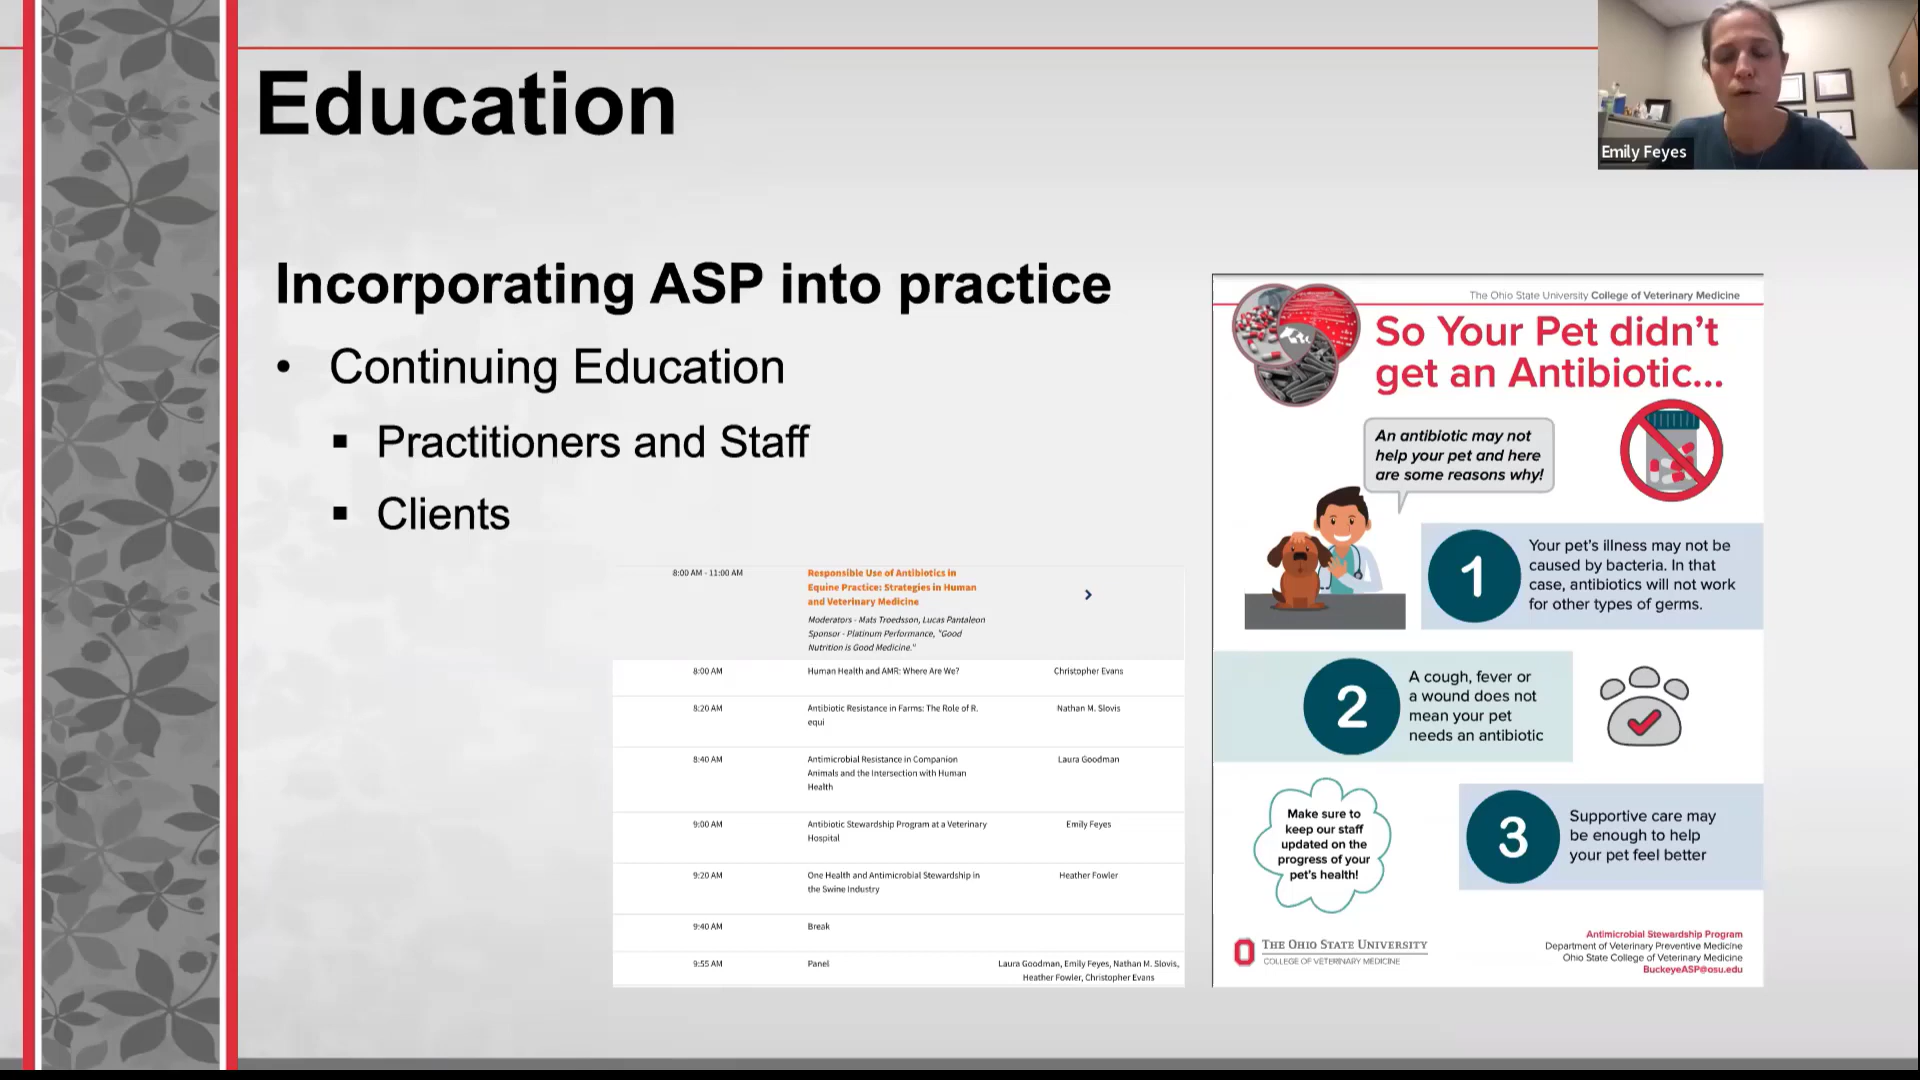 Education
Emily Feyes
Incorporating ASP into practice
• Continuing Education
▪ Practitioners and Staff
▪ Clients
8:00 AM - 11:00 AM
Responsible Use of Antibiotics in
Equine Practice: Strategies in Human
and Veterinary Medicine
Moderators - Mats Troedsson, Lucas Pantaleon
Sponsor - Platinum Performance, "Good
Nutrition is Good Medicine."
8:00 AM Human Health and AMR: Where Are We? Christopher Evans
8:20 AM Antibiotic Resistance in Farms: The Role of R. Nathan M. Slovis
equi
8:40 AM Antimicrobial Resistance in Companion Laura Goodman
Animals and the Intersection with Human
Health
9:00 AM Antibiotic Stewardship Program at a Veterinary Emily Feyes
Hospital
9:20 AM One Health and Antimicrobial Stewardship in Heather Fowler
the Swine Industry
9:40 AM Break
9:55 AM Panel Laura Goodman, Emily Feyes, Nathan M. Slovis,
Heather Fowler, Christopher Evans
The Ohio State University College of Veterinary Medicine
So Your Pet didn't
get an Antibiotic...
An antibiotic may not
help your pet and here
are some reasons why!
1
Your pet's illness may not be
caused by bacteria. In that
case, antibiotics will not work
for other types of germs.
2
A cough, fever or
a wound does not
mean your pet
needs an antibiotic
Make sure to
keep our staff
updated on the
progress of your
pet's health!
3
Supportive care may
be enough to help
your pet feel better
THE OHIO STATE UNIVERSITY
COLLEGE OF VETERINARY MEDICINE
Antimicrobial Stewardship Program
Department of Veterinary Preventive Medicine
Ohio State College of Veterinary Medicine
BuckeyeASP@osu.edu